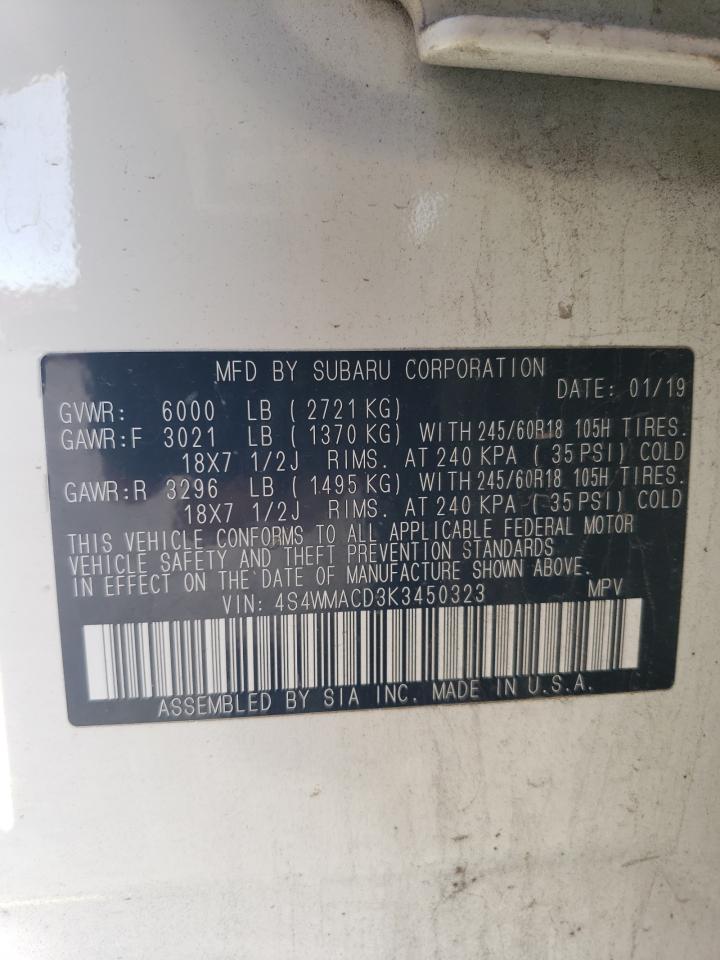 MFD BY SUBARU CORPORATION
DATE: 01/19
GVWR: 6000 LB ( 2721 KG)
GAWR:F 3021 LB ( 1370 KG) WITH 245/60R18 105H TIRES.
18X7 1/2J RIMS. AT 240 KPA ( 35 PSI) COLD
GAWR:R 3296 LB ( 1495 KG) WITH 245/60R18 105H TIRES.
18X7 1/2J RIMS. AT 240 KPA ( 35 PSI) COLD
THIS VEHICLE CONFORMS TO ALL APPLICABLE FEDERAL MOTOR
VEHICLE SAFETY AND THEFT PREVENTION STANDARDS
IN EFFECT ON THE DATE OF MANUFACTURE SHOWN ABOVE.
VIN: 4S4WMACD3K3450323 MPV
ASSEMBLED BY SIA INC. MADE IN U.S.A.